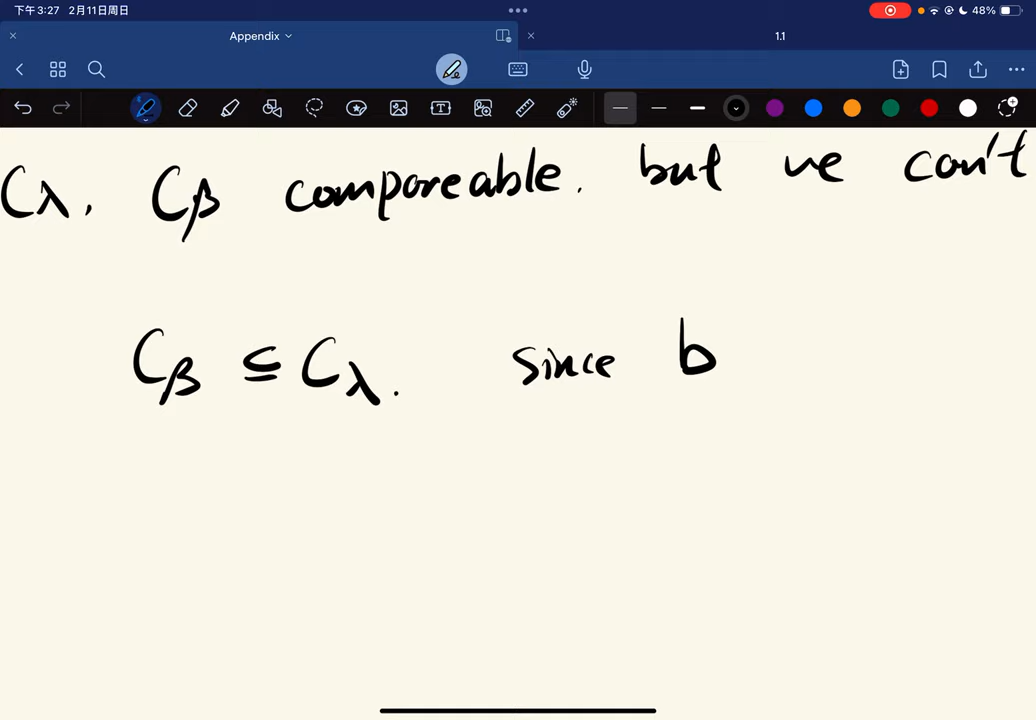 下午3:27 2月11日周日
48%
Appendix
1.1
Cλ, Cβ compareable. but we can't
Cβ ⊆ Cλ. since b